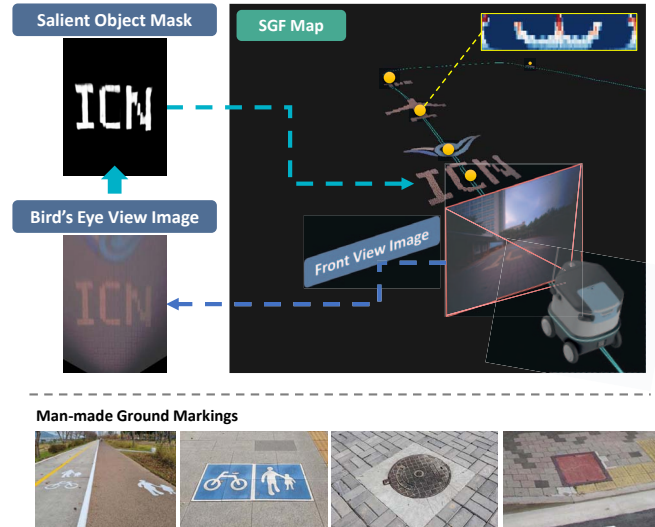 Salient Object Mask
SGF Map
ICN
ICN
Bird's Eye View Image
Front View Image
ICN
Man-made Ground Markings